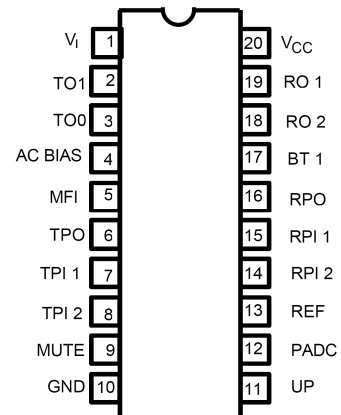 V_I 1 20 V_CC
TO1 2 19 RO 1
TO0 3 18 RO 2
AC BIAS 4 17 BT 1
MFI 5 16 RPO
TPO 6 15 RPI 1
TPI 1 7 14 RPI 2
TPI 2 8 13 REF
MUTE 9 12 PADC
GND 10 11 UP